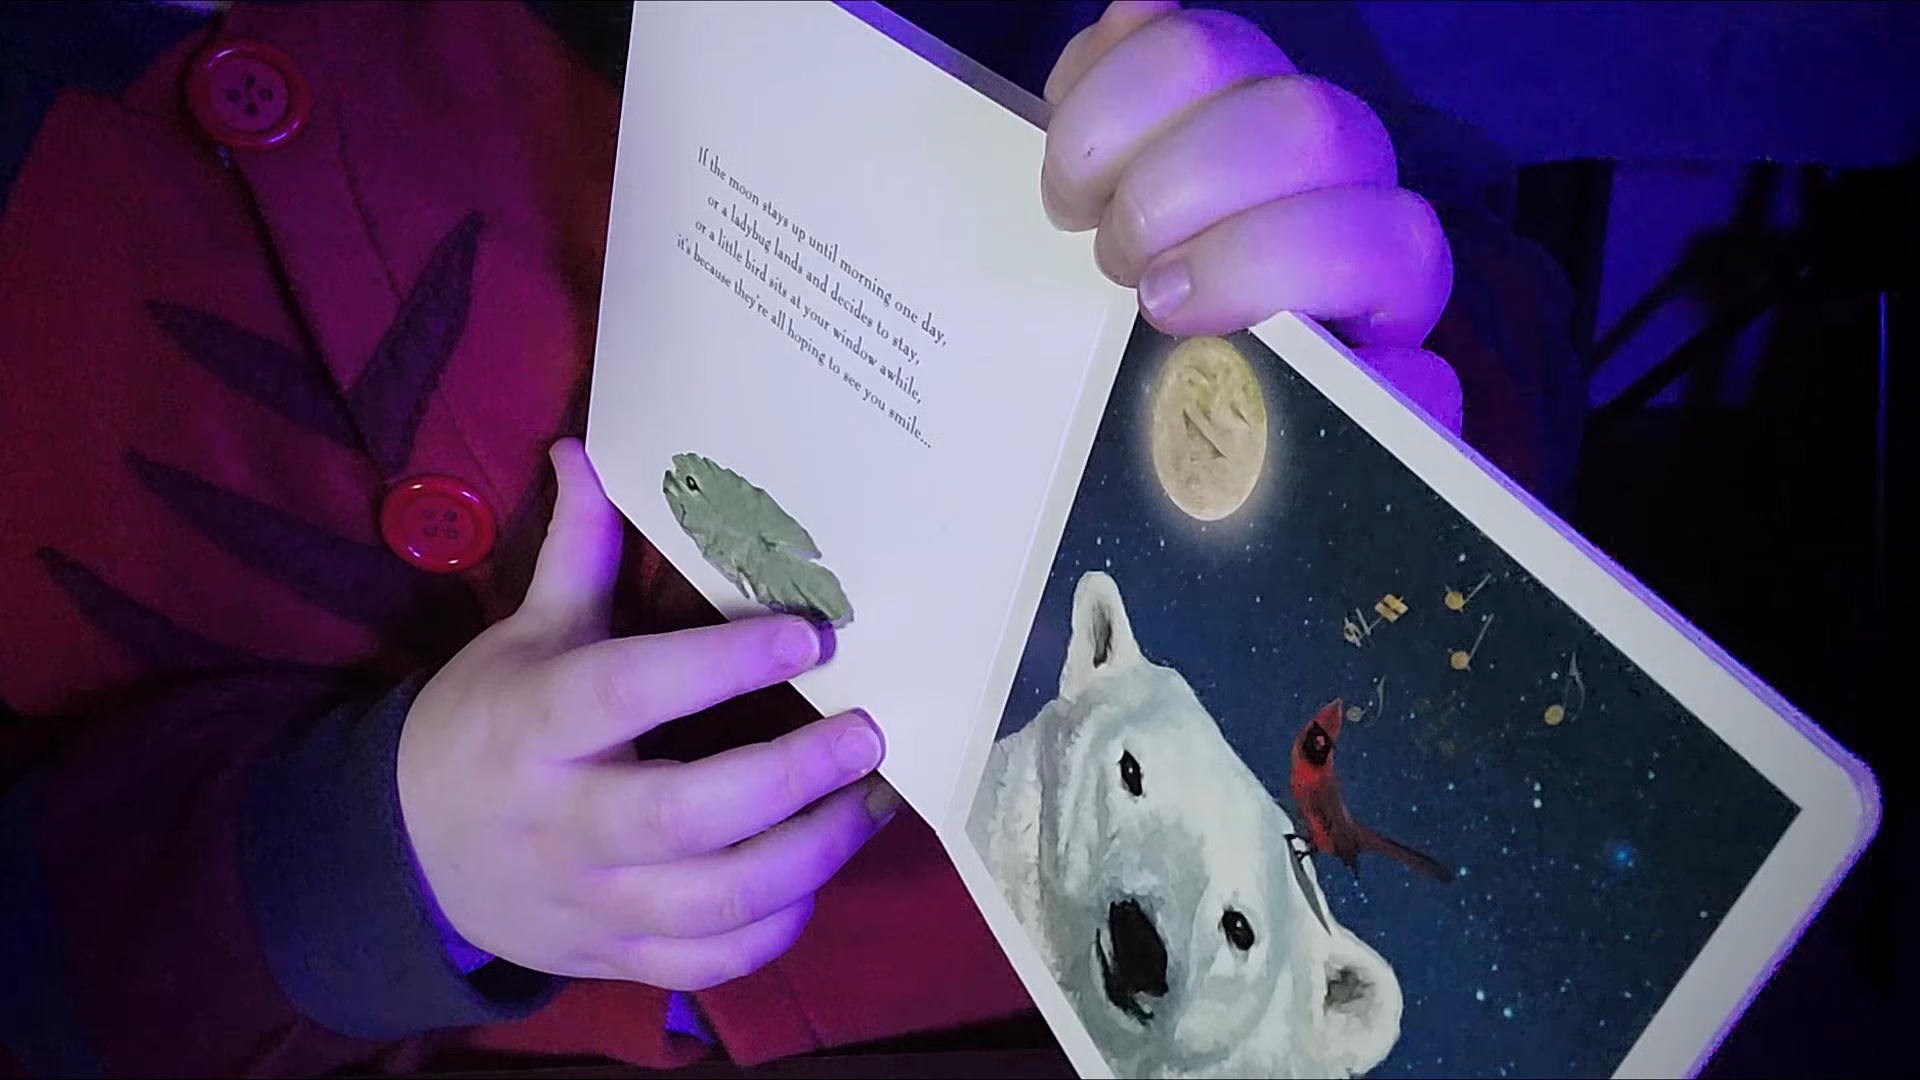 If the moon stays up until morning one day,
or a ladybug lands and decides to stay,
or a little bird sits at your window awhile,
it's because they're all hoping to see you smile...